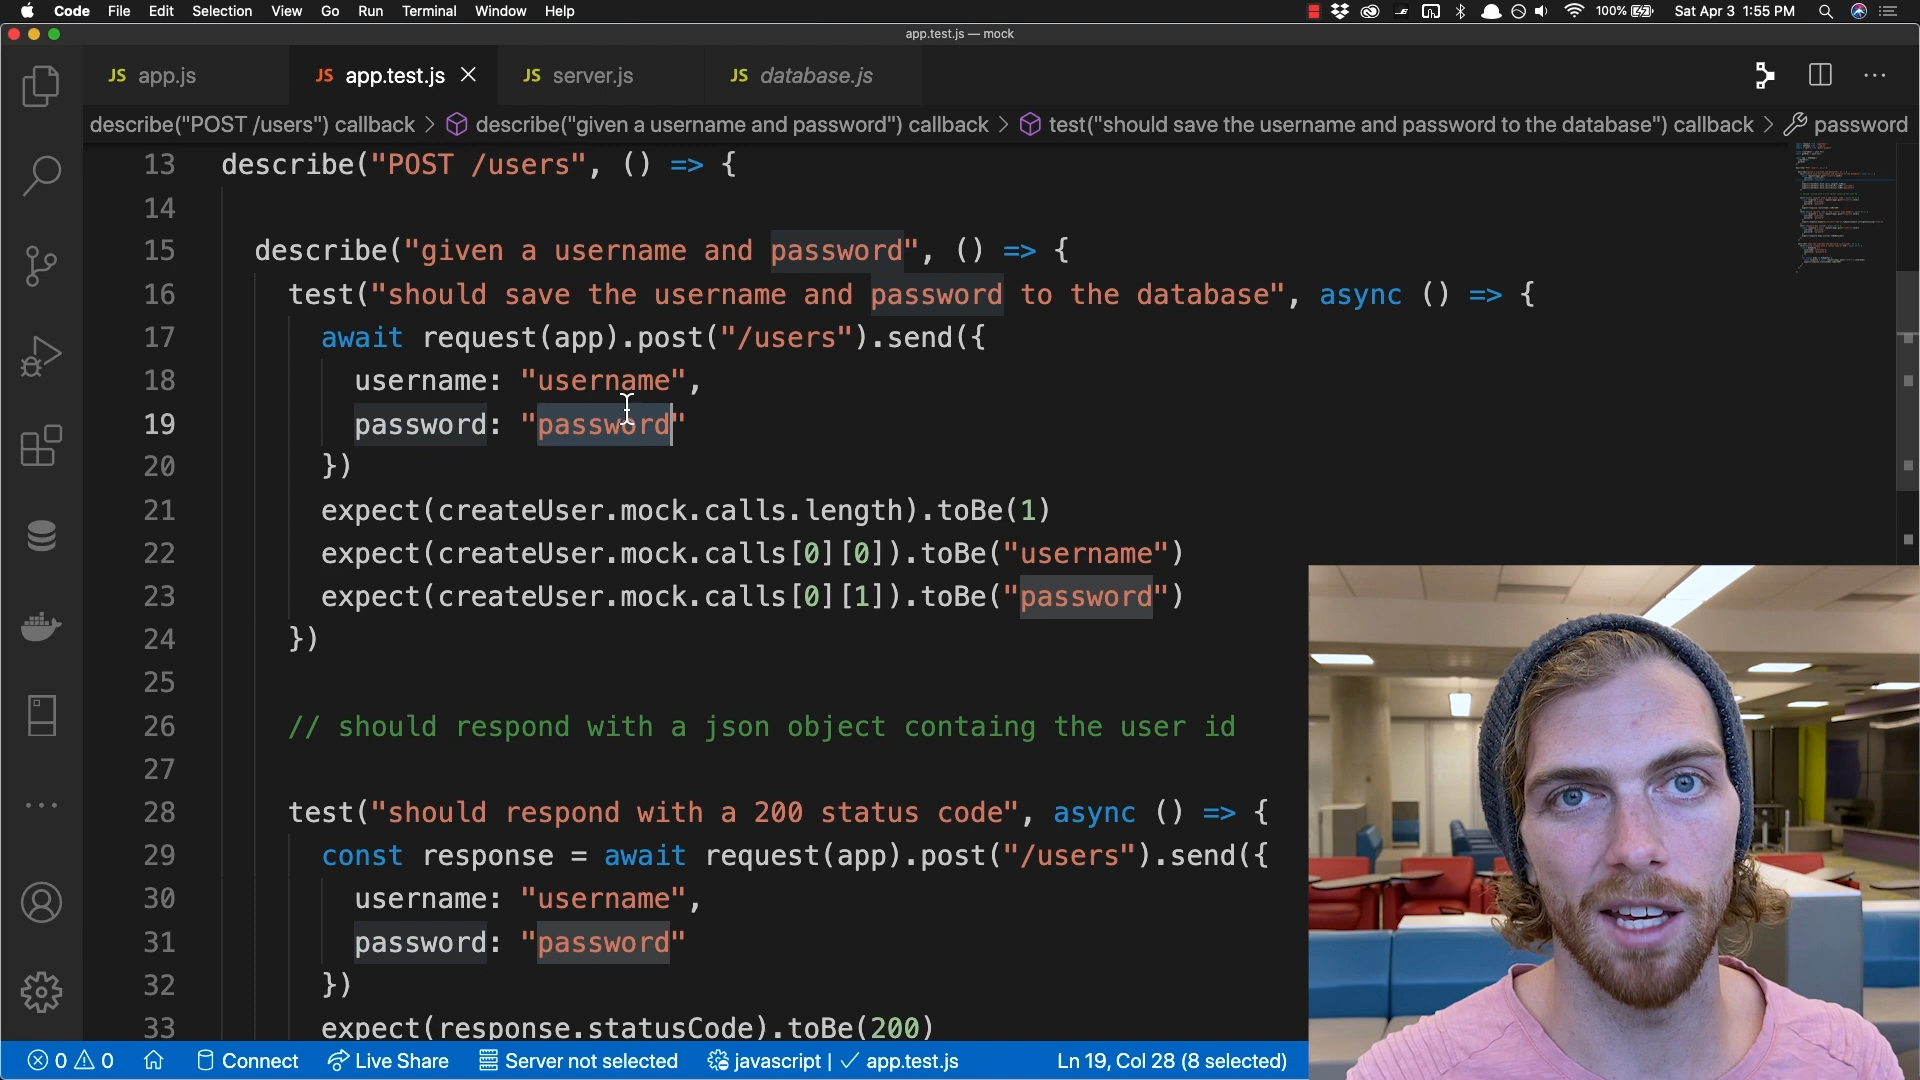 Code File Edit Selection View Go Run Terminal Window Help 100% Sat Apr 3 1:55 PM
app.test.js — mock
JS app.js JS app.test.js JS server.js JS database.js
describe("POST /users") callback > describe("given a username and password") callback > test("should save the username and password to the database") callback > password
13 describe("POST /users", () => {
14
15 describe("given a username and password", () => {
16 test("should save the username and password to the database", async () => {
17 await request(app).post("/users").send({
18 username: "username",
19 password: "password"
20 })
21 expect(createUser.mock.calls.length).toBe(1)
22 expect(createUser.mock.calls[0][0]).toBe("username")
23 expect(createUser.mock.calls[0][1]).toBe("password")
24 })
25
26 // should respond with a json object containg the user id
27
28 test("should respond with a 200 status code", async () => {
29 const response = await request(app).post("/users").send({
30 username: "username",
31 password: "password"
32 })
33 expect(response.statusCode).toBe(200)
0 0 Connect Live Share Server not selected javascript | ✓ app.test.js Ln 19, Col 28 (8 selected)